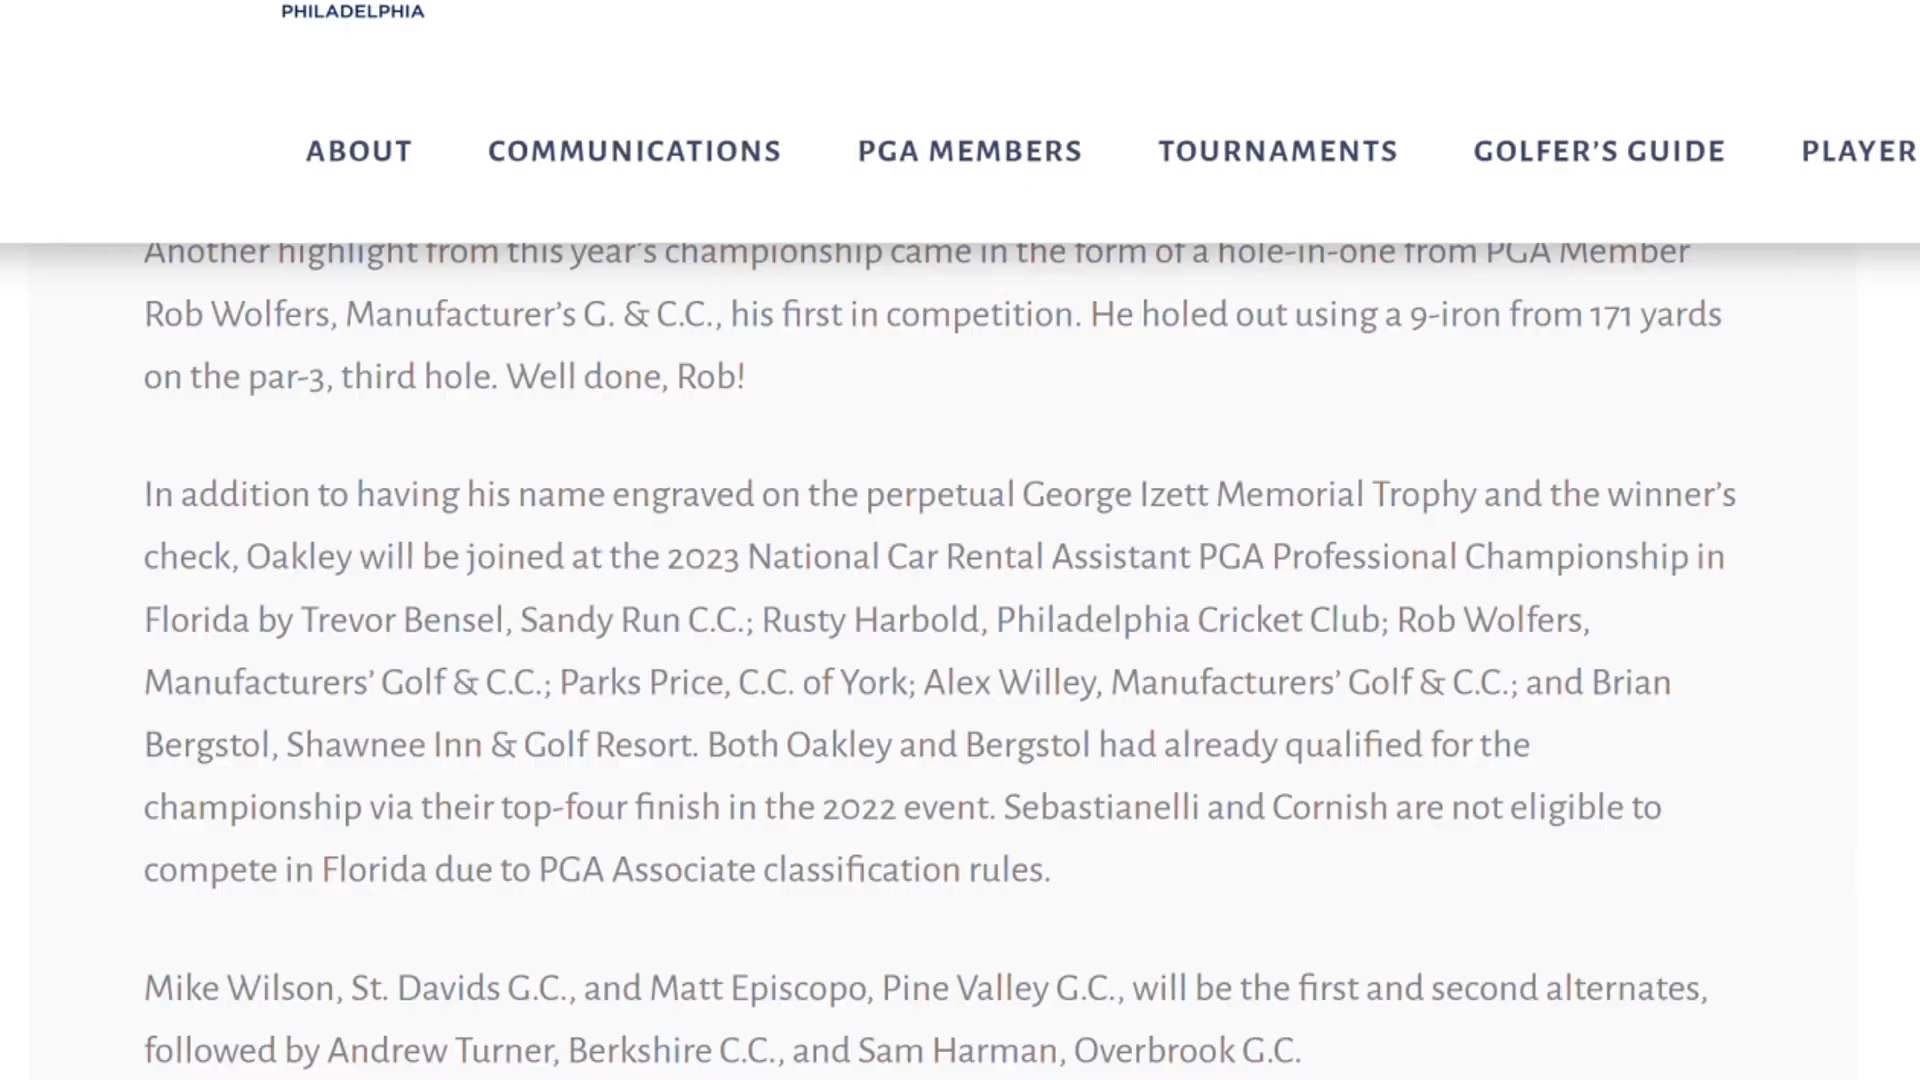 PHILADELPHIA
ABOUT COMMUNICATIONS PGA MEMBERS TOURNAMENTS GOLFER’S GUIDE PLAYER
Another highlight from this year’s championship came in the form of a hole-in-one from PGA Member
Rob Wolfers, Manufacturer’s G. & C.C., his first in competition. He holed out using a 9-iron from 171 yards
on the par-3, third hole. Well done, Rob!
In addition to having his name engraved on the perpetual George Izett Memorial Trophy and the winner’s
check, Oakley will be joined at the 2023 National Car Rental Assistant PGA Professional Championship in
Florida by Trevor Bensel, Sandy Run C.C.; Rusty Harbold, Philadelphia Cricket Club; Rob Wolfers,
Manufacturers’ Golf & C.C.; Parks Price, C.C. of York; Alex Willey, Manufacturers’ Golf & C.C.; and Brian
Bergstol, Shawnee Inn & Golf Resort. Both Oakley and Bergstol had already qualified for the
championship via their top-four finish in the 2022 event. Sebastianelli and Cornish are not eligible to
compete in Florida due to PGA Associate classification rules.
Mike Wilson, St. Davids G.C., and Matt Episcopo, Pine Valley G.C., will be the first and second alternates,
followed by Andrew Turner, Berkshire C.C., and Sam Harman, Overbrook G.C.